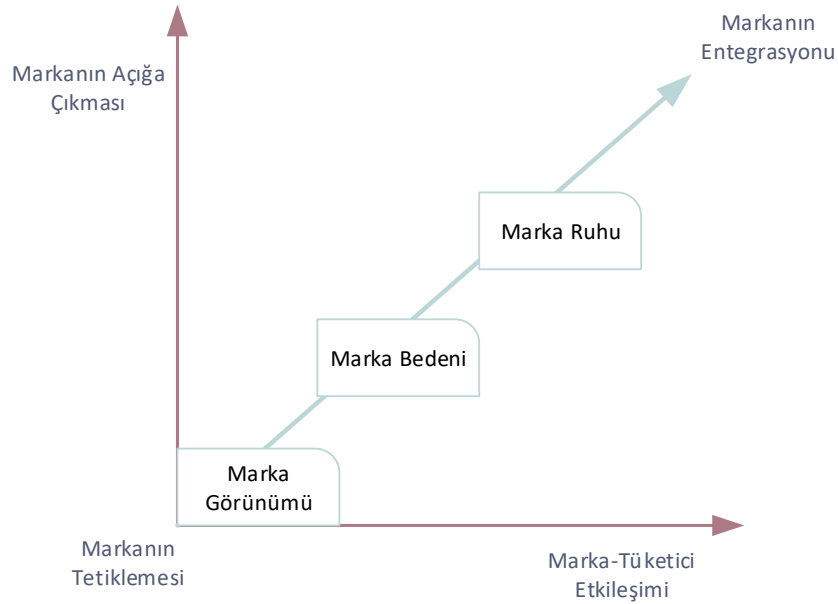 Markanın
Entegrasyonu
Markanın Açığa
Çıkması
Marka Ruhu
Marka Bedeni
Marka
Görünümü
Markanın
Tetiklemesi
Marka-Tüketici
Etkileşimi